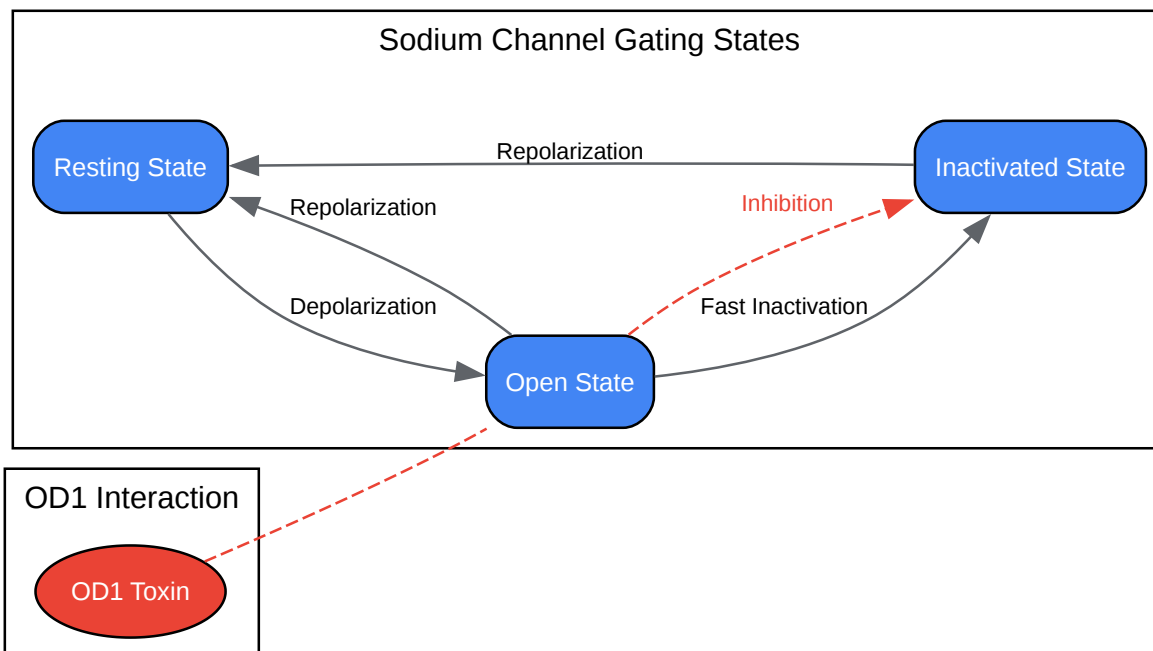 Sodium Channel Gating States
Repolarization
Resting State
Inactivated State
Repolarization
Inhibition
Depolarization
Fast Inactivation
Open State
OD1 Interaction
OD1 Toxin